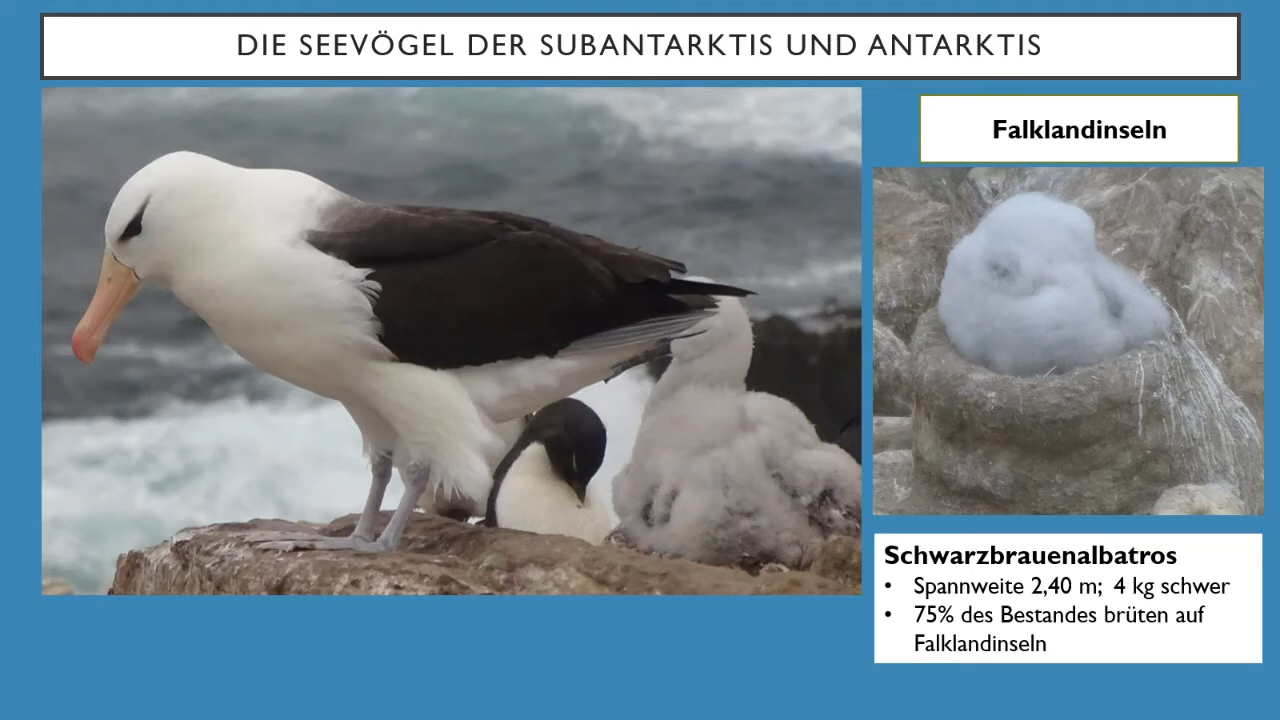 DIE SEEVÖGEL DER SUBANTARKTIS UND ANTARKTIS
Falklandinseln
Schwarzbrauenalbatros
• Spannweite 2,40 m; 4 kg schwer
• 75% des Bestandes brüten auf
Falklandinseln